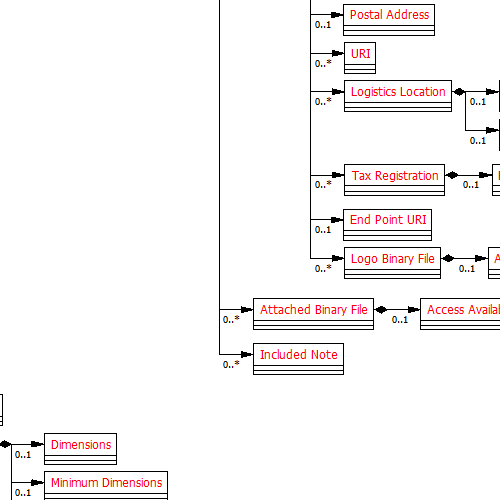 Postal Address
0..1
URI
0..*
Logistics Location
0..*
0..1
0..1
Tax Registration
0..*
0..1
End Point URI
0..1
Logo Binary File
0..*
0..1
Attached Binary File
0..*
0..1
Included Note
0..*
Dimensions
0..1
Minimum Dimensions
0..1
Access